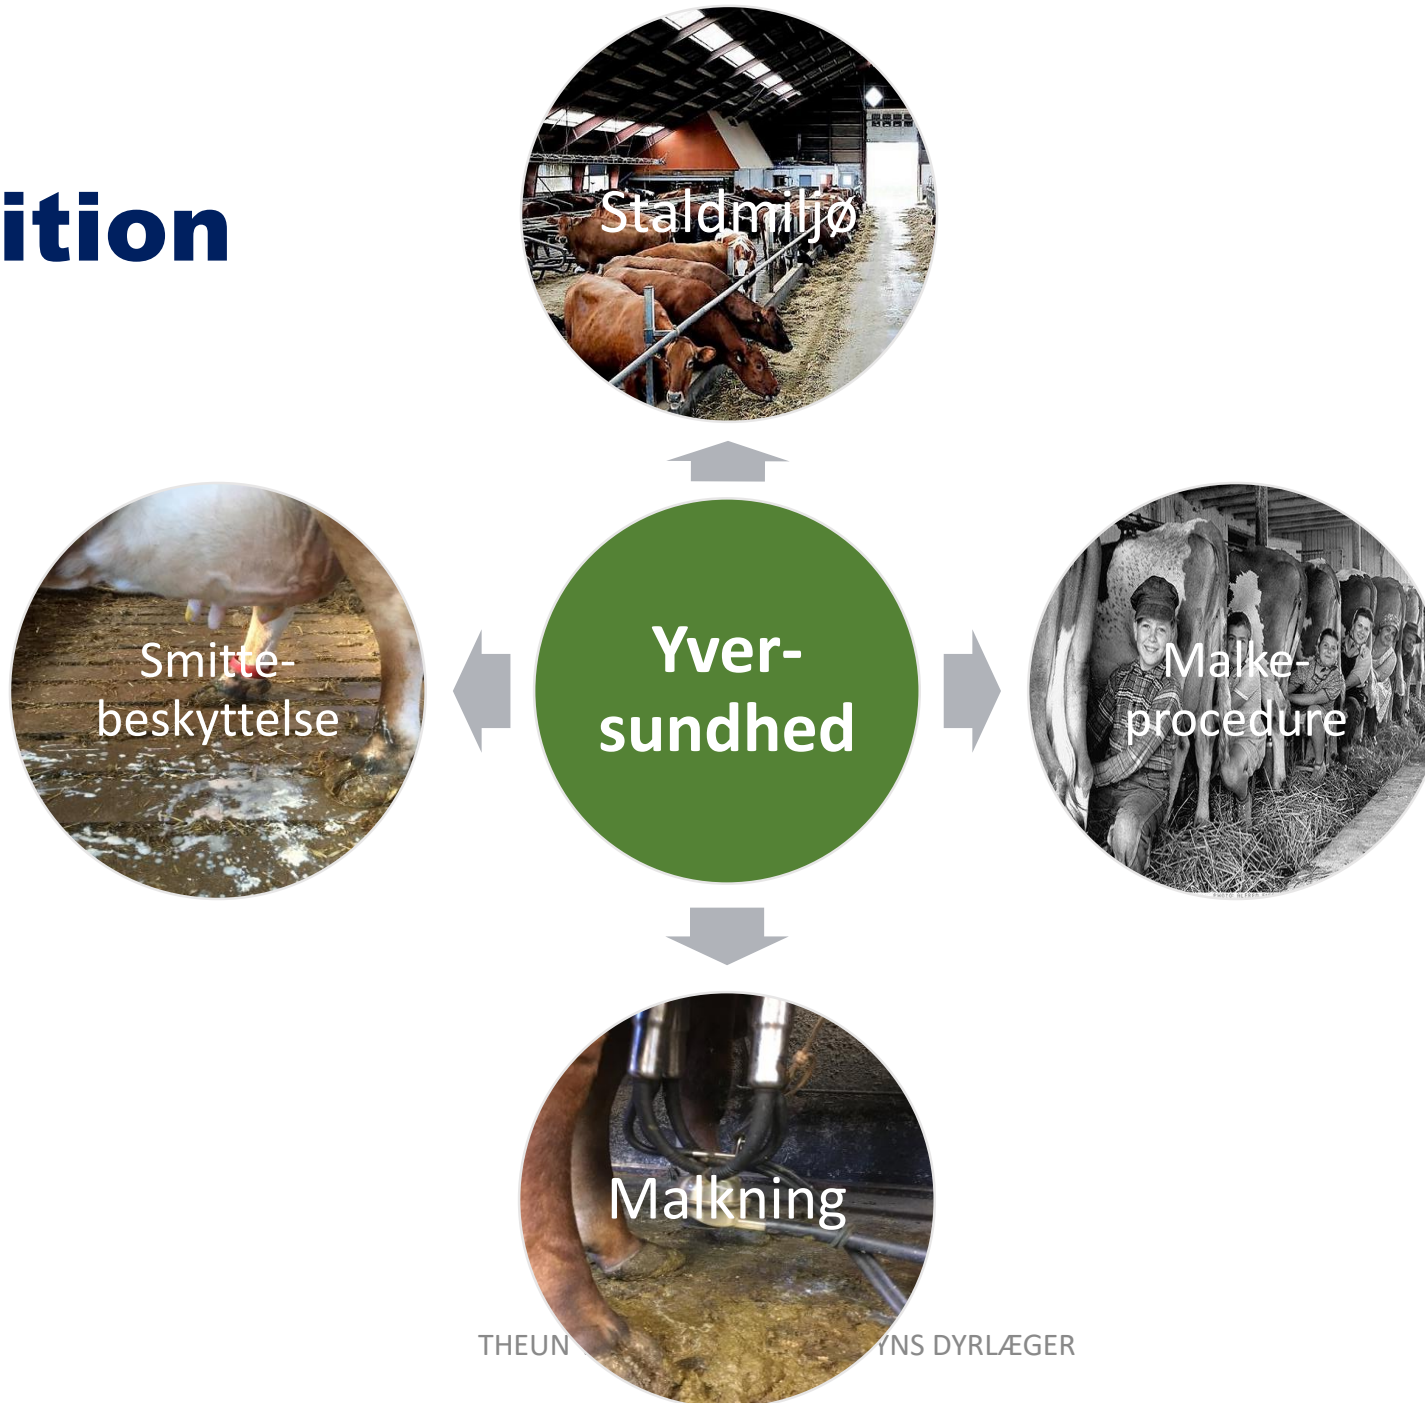 ition
Staldmiljø
Smitte-
beskyttelse
Yver-
sundhed
Malke-
procedure
Malkning
THEUN
YNS DYRLÆGER